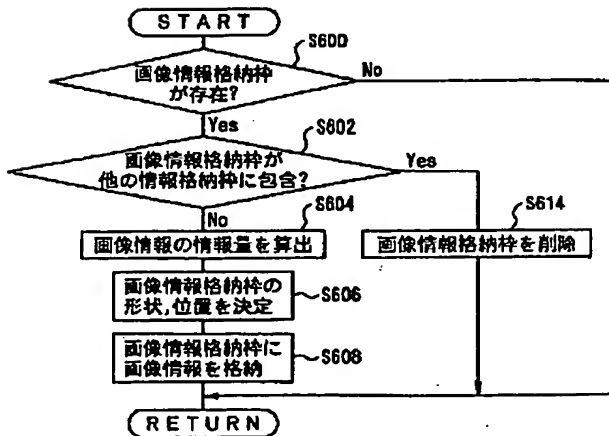 START
S600
画像情報格納枠
が存在?
No
Yes
S602
画像情報格納枠が
他の情報格納枠に包含?
Yes
No
S604
画像情報の情報量を算出
S614
画像情報格納枠を削除
画像情報格納枠の
形状,位置を決定
S606
画像情報格納枠に
画像情報を格納
S608
RETURN